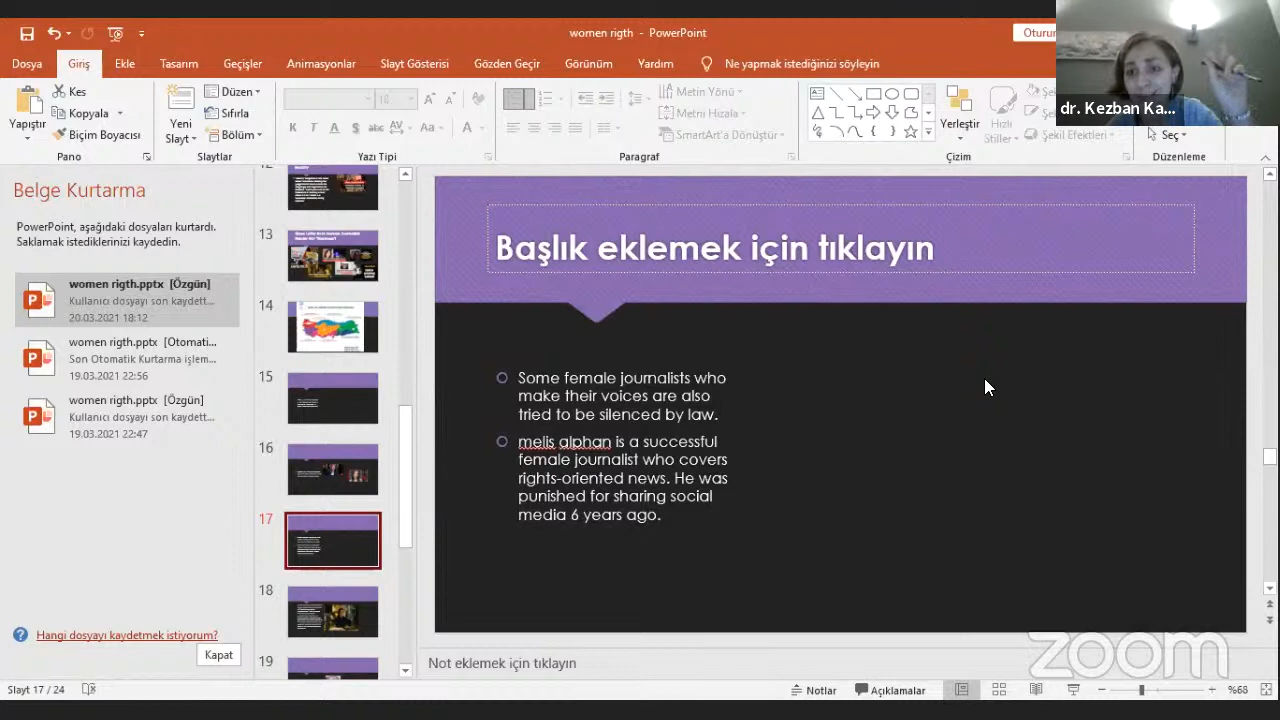 women rigth - PowerPoint
Oturum
Dosya Giriş Ekle Tasarım Geçişler Animasyonlar Slayt Gösterisi Gözden Geçir Görünüm Yardım Ne yapmak istediğinizi söyleyin
dr. Kezban Ka...
Yapıştır
Kes
Kopyala
Biçim Boyacısı
Yeni Slayt
Düzen
Sıfırla
Bölüm
K T A S abc AV Aa A
Metin Yönü
Metin Hizala
SmartArt'a Dönüştür
Yerleştir
Hızlı Stiller
Şekil Efektleri
Seç
Pano Slaytlar Yazı Tipi Paragraf Çizim Düzenleme
Belge Kurtarma
PowerPoint, aşağıdaki dosyaları kurtardı.
Saklamak istediklerinizi kaydedin.
women rigth.pptx [Özgün]
Kullanıcı dosyayı son kaydett...
20.03.2021 18:12
women rigth.pptx [Otomati...
Son Otomatik Kurtarma işlem...
19.03.2021 22:56
women rigth.pptx [Özgün]
Kullanıcı dosyayı son kaydett...
19.03.2021 22:47
Hangi dosyayı kaydetmek istiyorum?
Kapat
12
13
14
15
16
17
18
19
Başlık eklemek için tıklayın
Some female journalists who
make their voices are also
tried to be silenced by law.
melis alphan is a successful
female journalist who covers
rights-oriented news. He was
punished for sharing social
media 6 years ago.
Not eklemek için tıklayın
zoom
Slayt 17 / 24 Notlar Açıklamalar %68